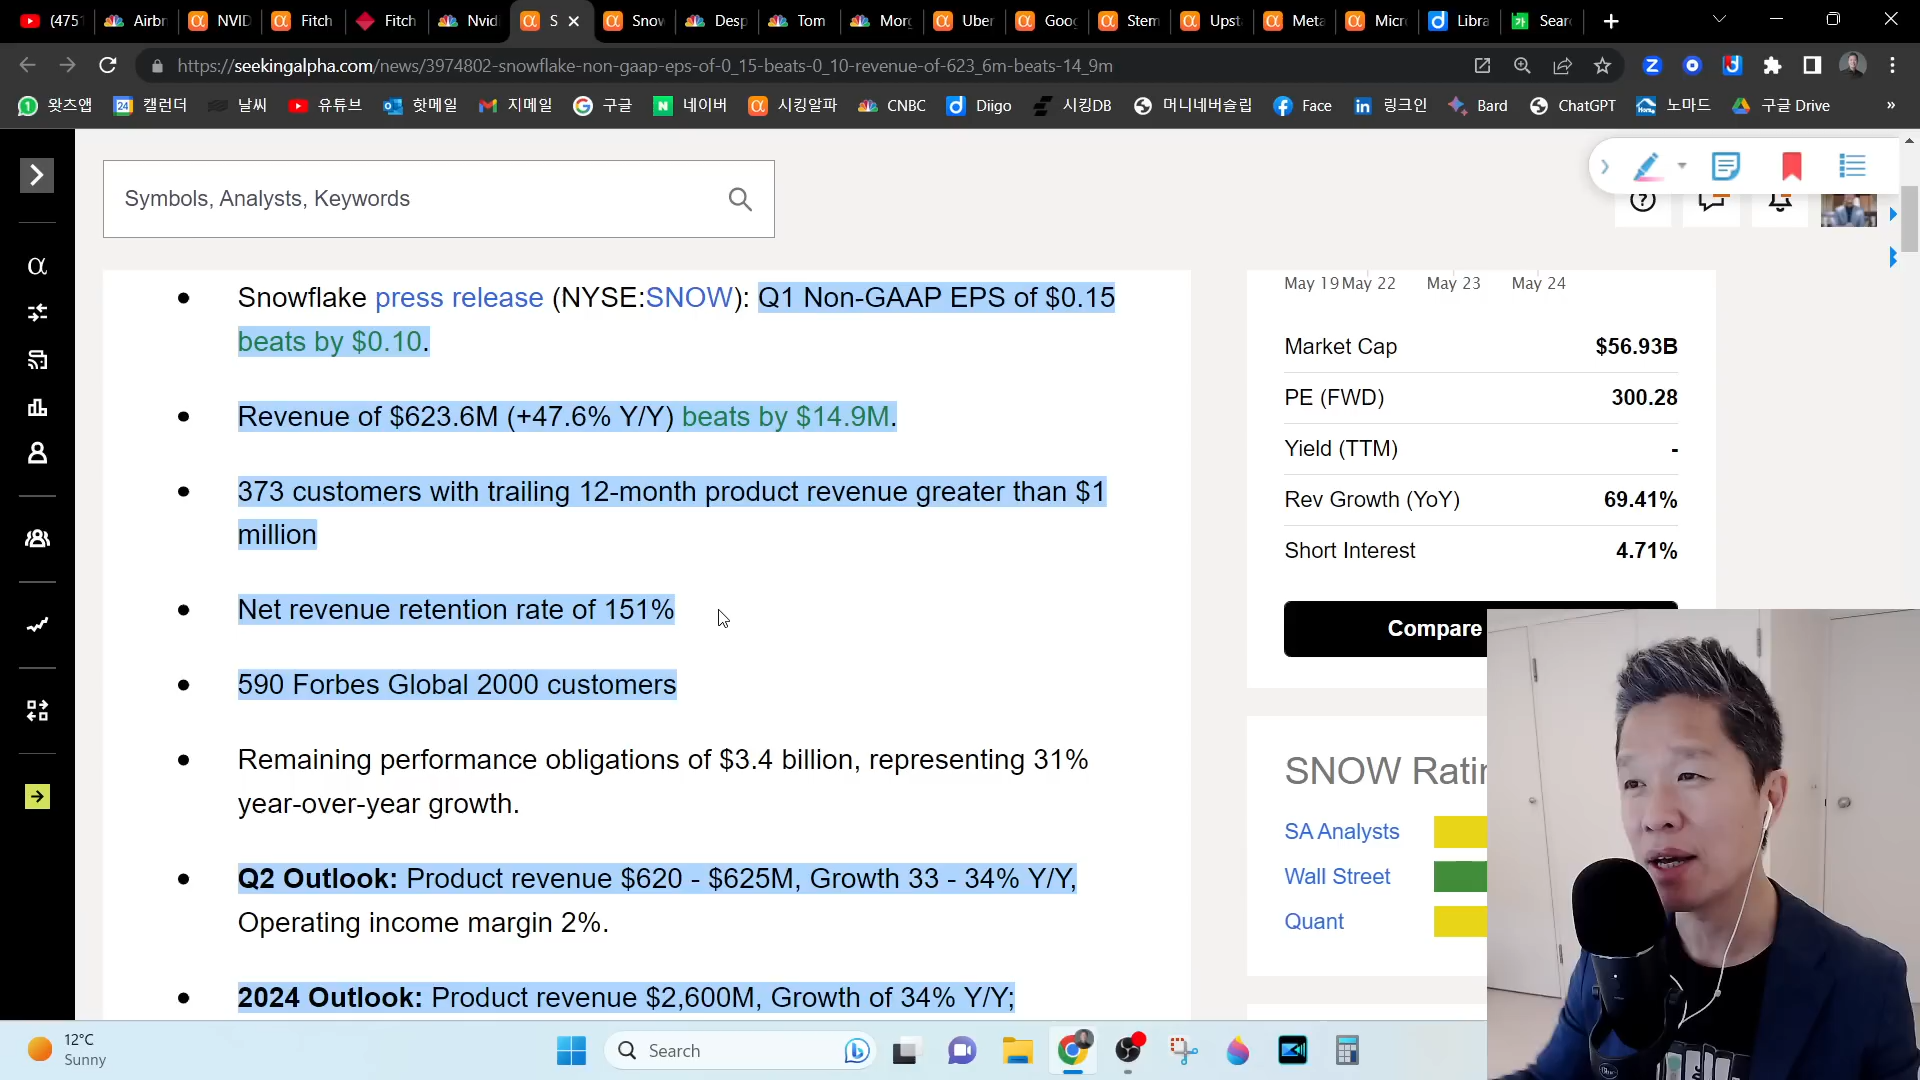 (475
Airbn
NVID
Fitch
Fitch
Nvid
S
Snow
Desp
Tom
Mor
Uber
Goog
Stem
Upst
Meta
Micr
Libra
Sear
https://seekingalpha.com/news/3974802-snowflake-non-gaap-eps-of-0_15-beats-0_10-revenue-of-623_6m-beats-14_9m
왓츠앱
캘린더
날씨
유튜브
핫메일
지메일
구글
네이버
시킹알파
CNBC
Diigo
시킹DB
머니네버슬립
Face
링크인
Bard
ChatGPT
노마드
구글 Drive
»
Symbols, Analysts, Keywords
Snowflake press release (NYSE:SNOW): Q1 Non-GAAP EPS of $0.15
beats by $0.10.
Revenue of $623.6M (+47.6% Y/Y) beats by $14.9M.
373 customers with trailing 12-month product revenue greater than $1
million
Net revenue retention rate of 151%
590 Forbes Global 2000 customers
Remaining performance obligations of $3.4 billion, representing 31%
year-over-year growth.
Q2 Outlook: Product revenue $620 - $625M, Growth 33 - 34% Y/Y,
Operating income margin 2%.
2024 Outlook: Product revenue $2,600M, Growth of 34% Y/Y;
May 19 May 22 May 23 May 24
Market Cap $56.93B
PE (FWD) 300.28
Yield (TTM) -
Rev Growth (YoY) 69.41%
Short Interest 4.71%
Compare
SNOW Ratin
SA Analysts
Wall Street
Quant
12°C
Sunny
Search